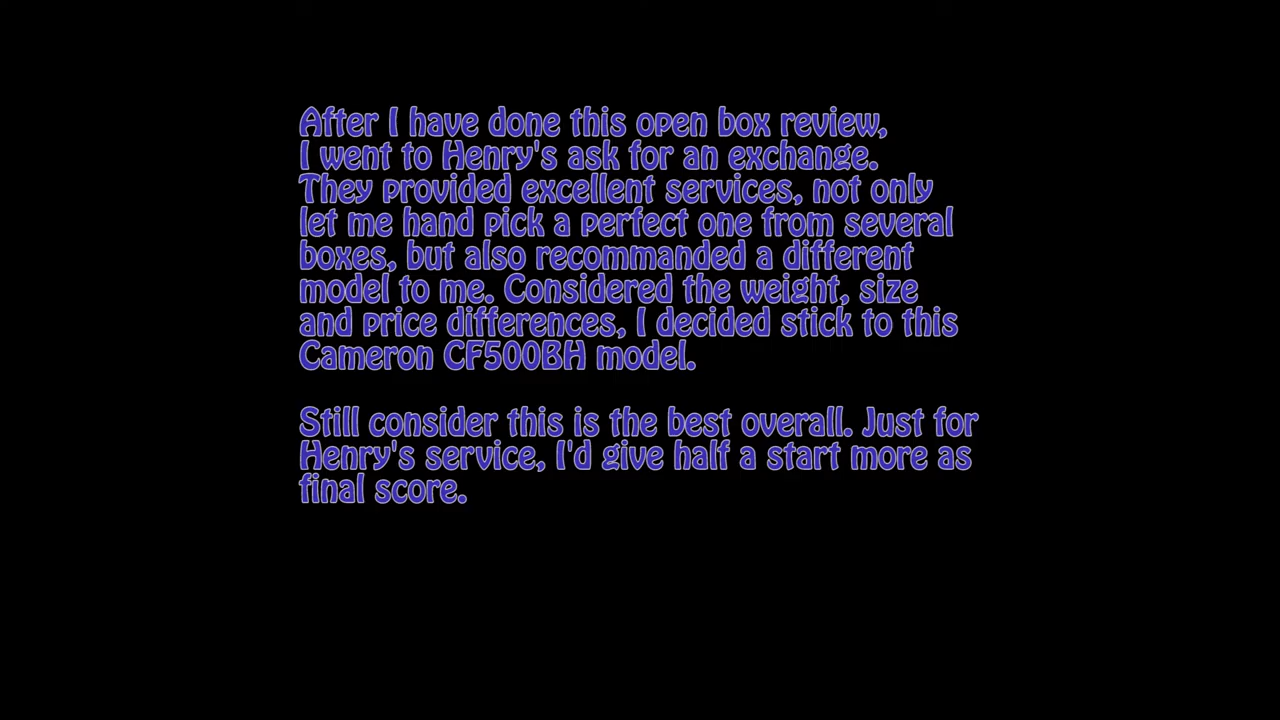 After I have done this open box review,
I went to Henry's ask for an exchange.
They provided excellent services, not only
let me hand pick a perfect one from several
boxes, but also recommanded a different
model to me. Considered the weight, size
and price differences, I decided stick to this
Cameron CF500BH model.
Still consider this is the best overall. Just for
Henry's service, I'd give half a start more as
final score.